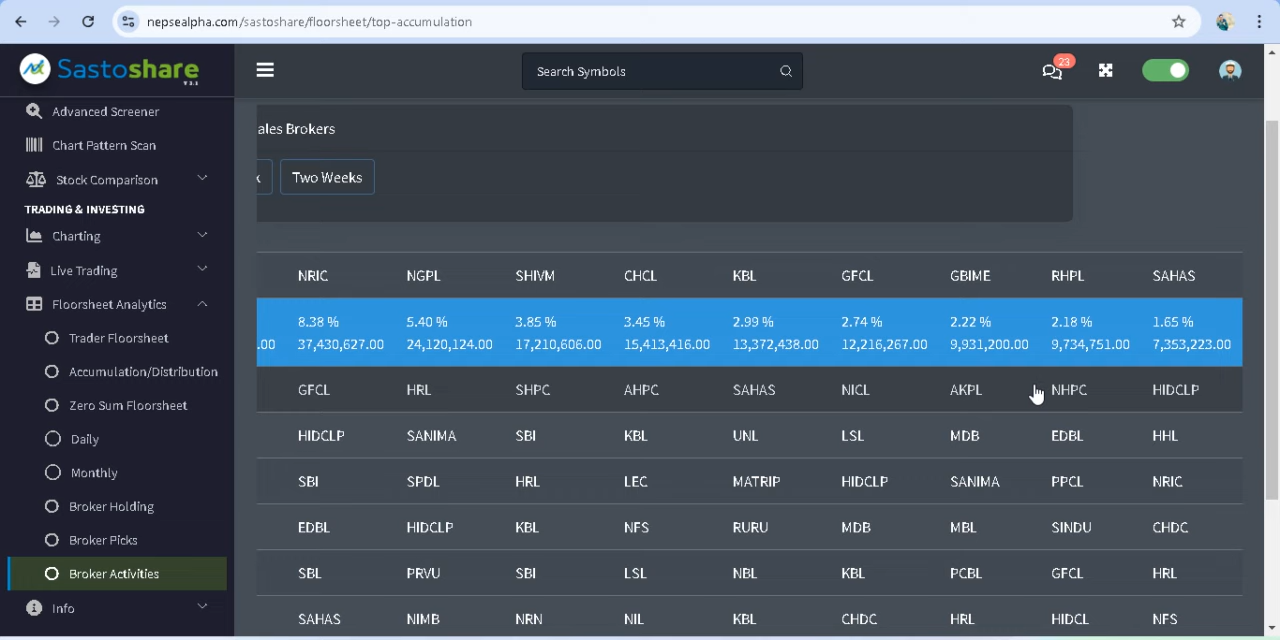 nepsealpha.com/sastoshare/floorsheet/top-accumulation
Sastoshare
Search Symbols
23
Advanced Screener
Chart Pattern Scan
Stock Comparison
TRADING & INVESTING
Charting
Live Trading
Floorsheet Analytics
Trader Floorsheet
Accumulation/Distribution
Zero Sum Floorsheet
Daily
Monthly
Broker Holding
Broker Picks
Broker Activities
Info
ales Brokers
k Two Weeks
NRIC NGPL SHIVM CHCL KBL GFCL GBIME RHPL SAHAS
8.38 % 5.40 % 3.85 % 3.45 % 2.99 % 2.74 % 2.22 % 2.18 % 1.65 %
.00 37,430,627.00 24,120,124.00 17,210,606.00 15,413,416.00 13,372,438.00 12,216,267.00 9,931,200.00 9,734,751.00 7,353,223.00
GFCL HRL SHPC AHPC SAHAS NICL AKPL NHPC HIDCLP
HIDCLP SANIMA SBI KBL UNL LSL MDB EDBL HHL
SBI SPDL HRL LEC MATRIP HIDCLP SANIMA PPCL NRIC
EDBL HIDCLP KBL NFS RURU MDB MBL SINDU CHDC
SBL PRVU SBI LSL NBL KBL PCBL GFCL HRL
SAHAS NIMB NRN NIL KBL CHDC HRL HIDCL NFS